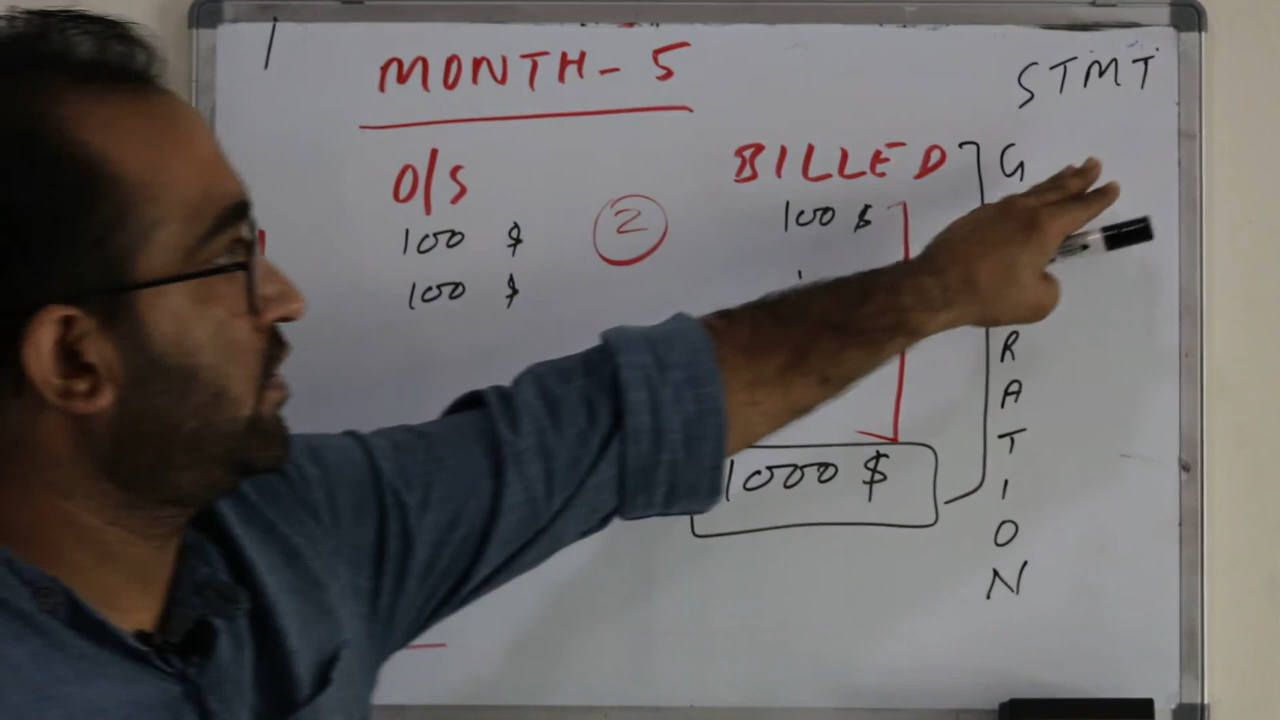 MONTH - 5
STMT
O/S
BILLED
100 $
2
100 $
100 $
1000 $
G
R
A
T
I
O
N